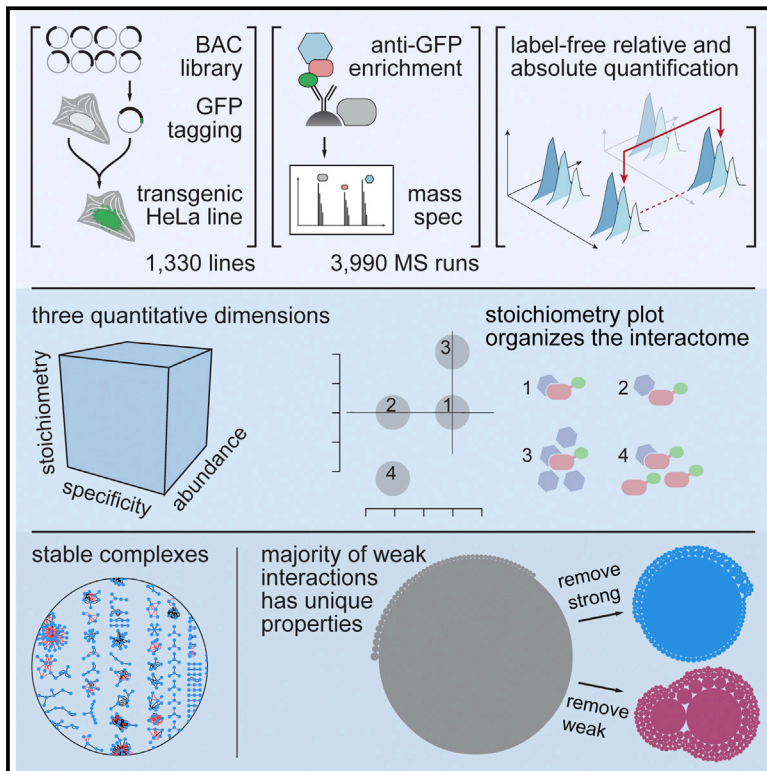 BAC
library
GFP
tagging
transgenic
HeLa line
1,330 lines
anti-GFP
enrichment
mass
spec
3,990 MS runs
label-free relative and
absolute quantification
three quantitative dimensions
stoichiometry
specificity
abundance
3
2
1
4
stoichiometry plot
organizes the interactome
1
2
3
4
stable complexes
majority of weak
interactions
has unique
properties
remove
strong
remove
weak